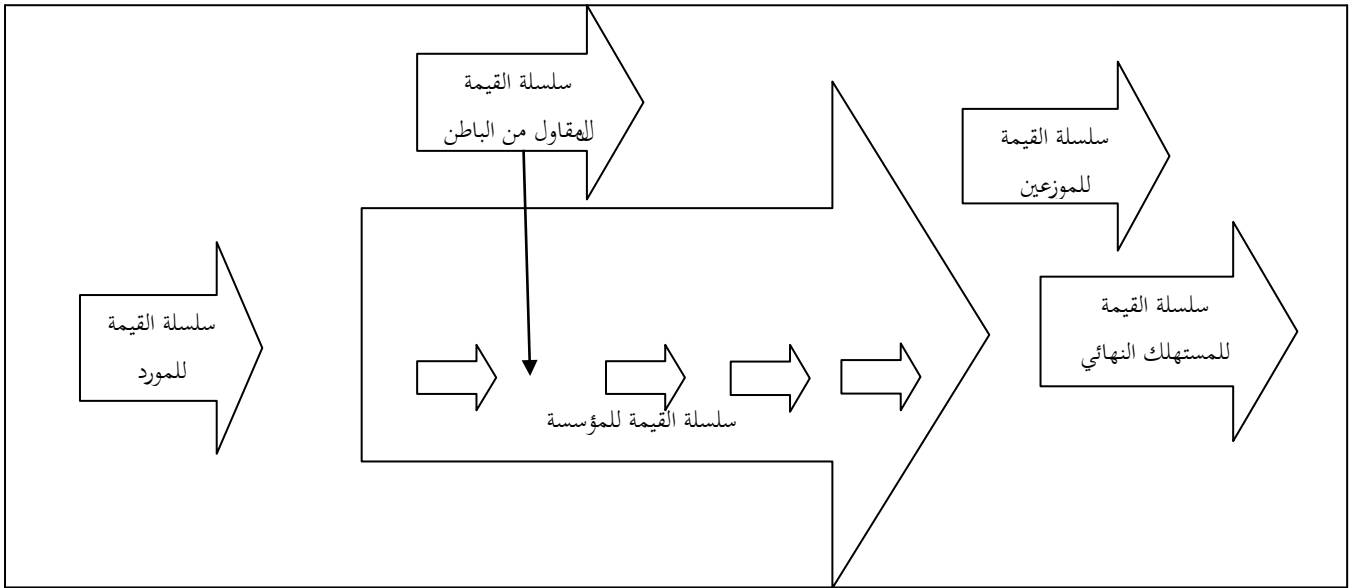 سلسلة القيمة
للمقاول من الباطن
سلسلة القيمة
للموزعين
سلسلة القيمة
للمورد
سلسلة القيمة
للمستهلك النهائي
سلسلة القيمة للمؤسسة